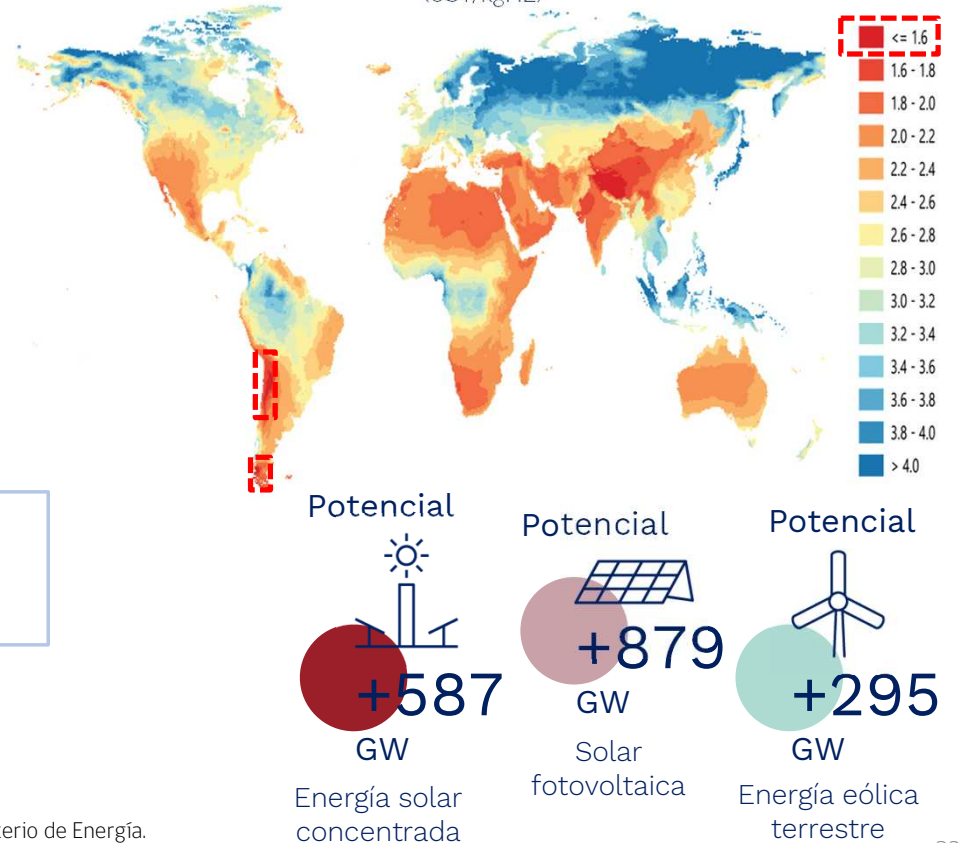 <= 1.6
1.6 - 1.8
1.8 - 2.0
2.0 - 2.2
2.2 - 2.4
2.4 - 2.6
2.6 - 2.8
2.8 - 3.0
3.0 - 3.2
3.2 - 3.4
3.4 - 3.6
3.6 - 3.8
3.8 - 4.0
> 4.0
Potencial
+587
GW
Energía solar
concentrada
Potencial
+879
GW
Solar
fotovoltaica
Potencial
+295
GW
Energía eólica
terrestre
terio de Energía.